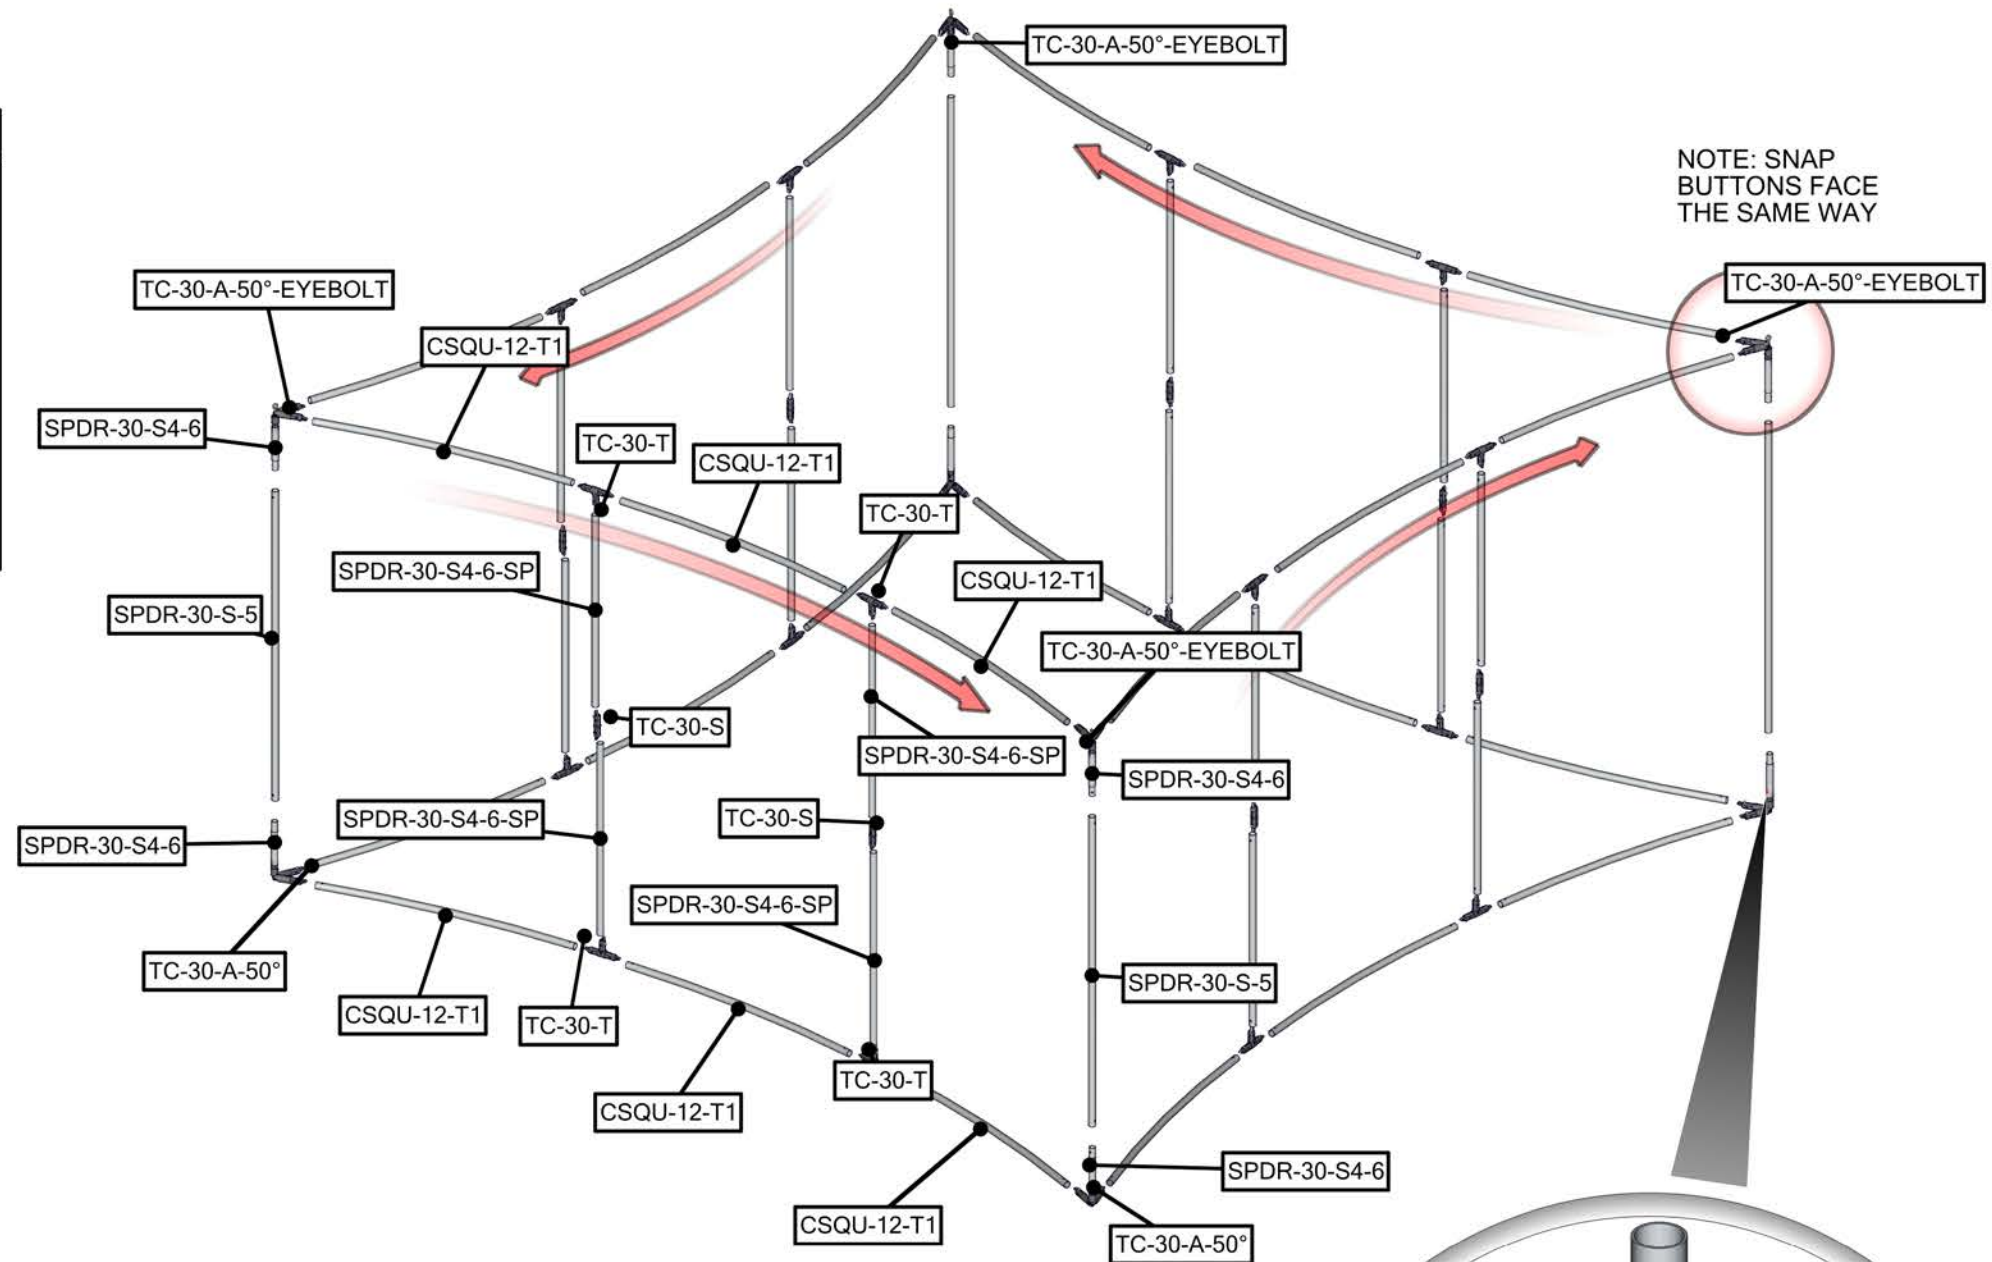 TC-30-A-50°-EYEBOLT
NOTE: SNAP
BUTTONS FACE
THE SAME WAY
TC-30-A-50°-EYEBOLT
TC-30-A-50°-EYEBOLT
CSQU-12-T1
SPDR-30-S4-6
TC-30-T
CSQU-12-T1
TC-30-T
SPDR-30-S4-6-SP
CSQU-12-T1
SPDR-30-S-5
TC-30-A-50°-EYEBOLT
TC-30-S
SPDR-30-S4-6-SP
SPDR-30-S4-6
SPDR-30-S4-6-SP
TC-30-S
SPDR-30-S4-6
SPDR-30-S4-6-SP
TC-30-A-50°
SPDR-30-S-5
CSQU-12-T1
TC-30-T
TC-30-T
CSQU-12-T1
SPDR-30-S4-6
CSQU-12-T1
TC-30-A-50°